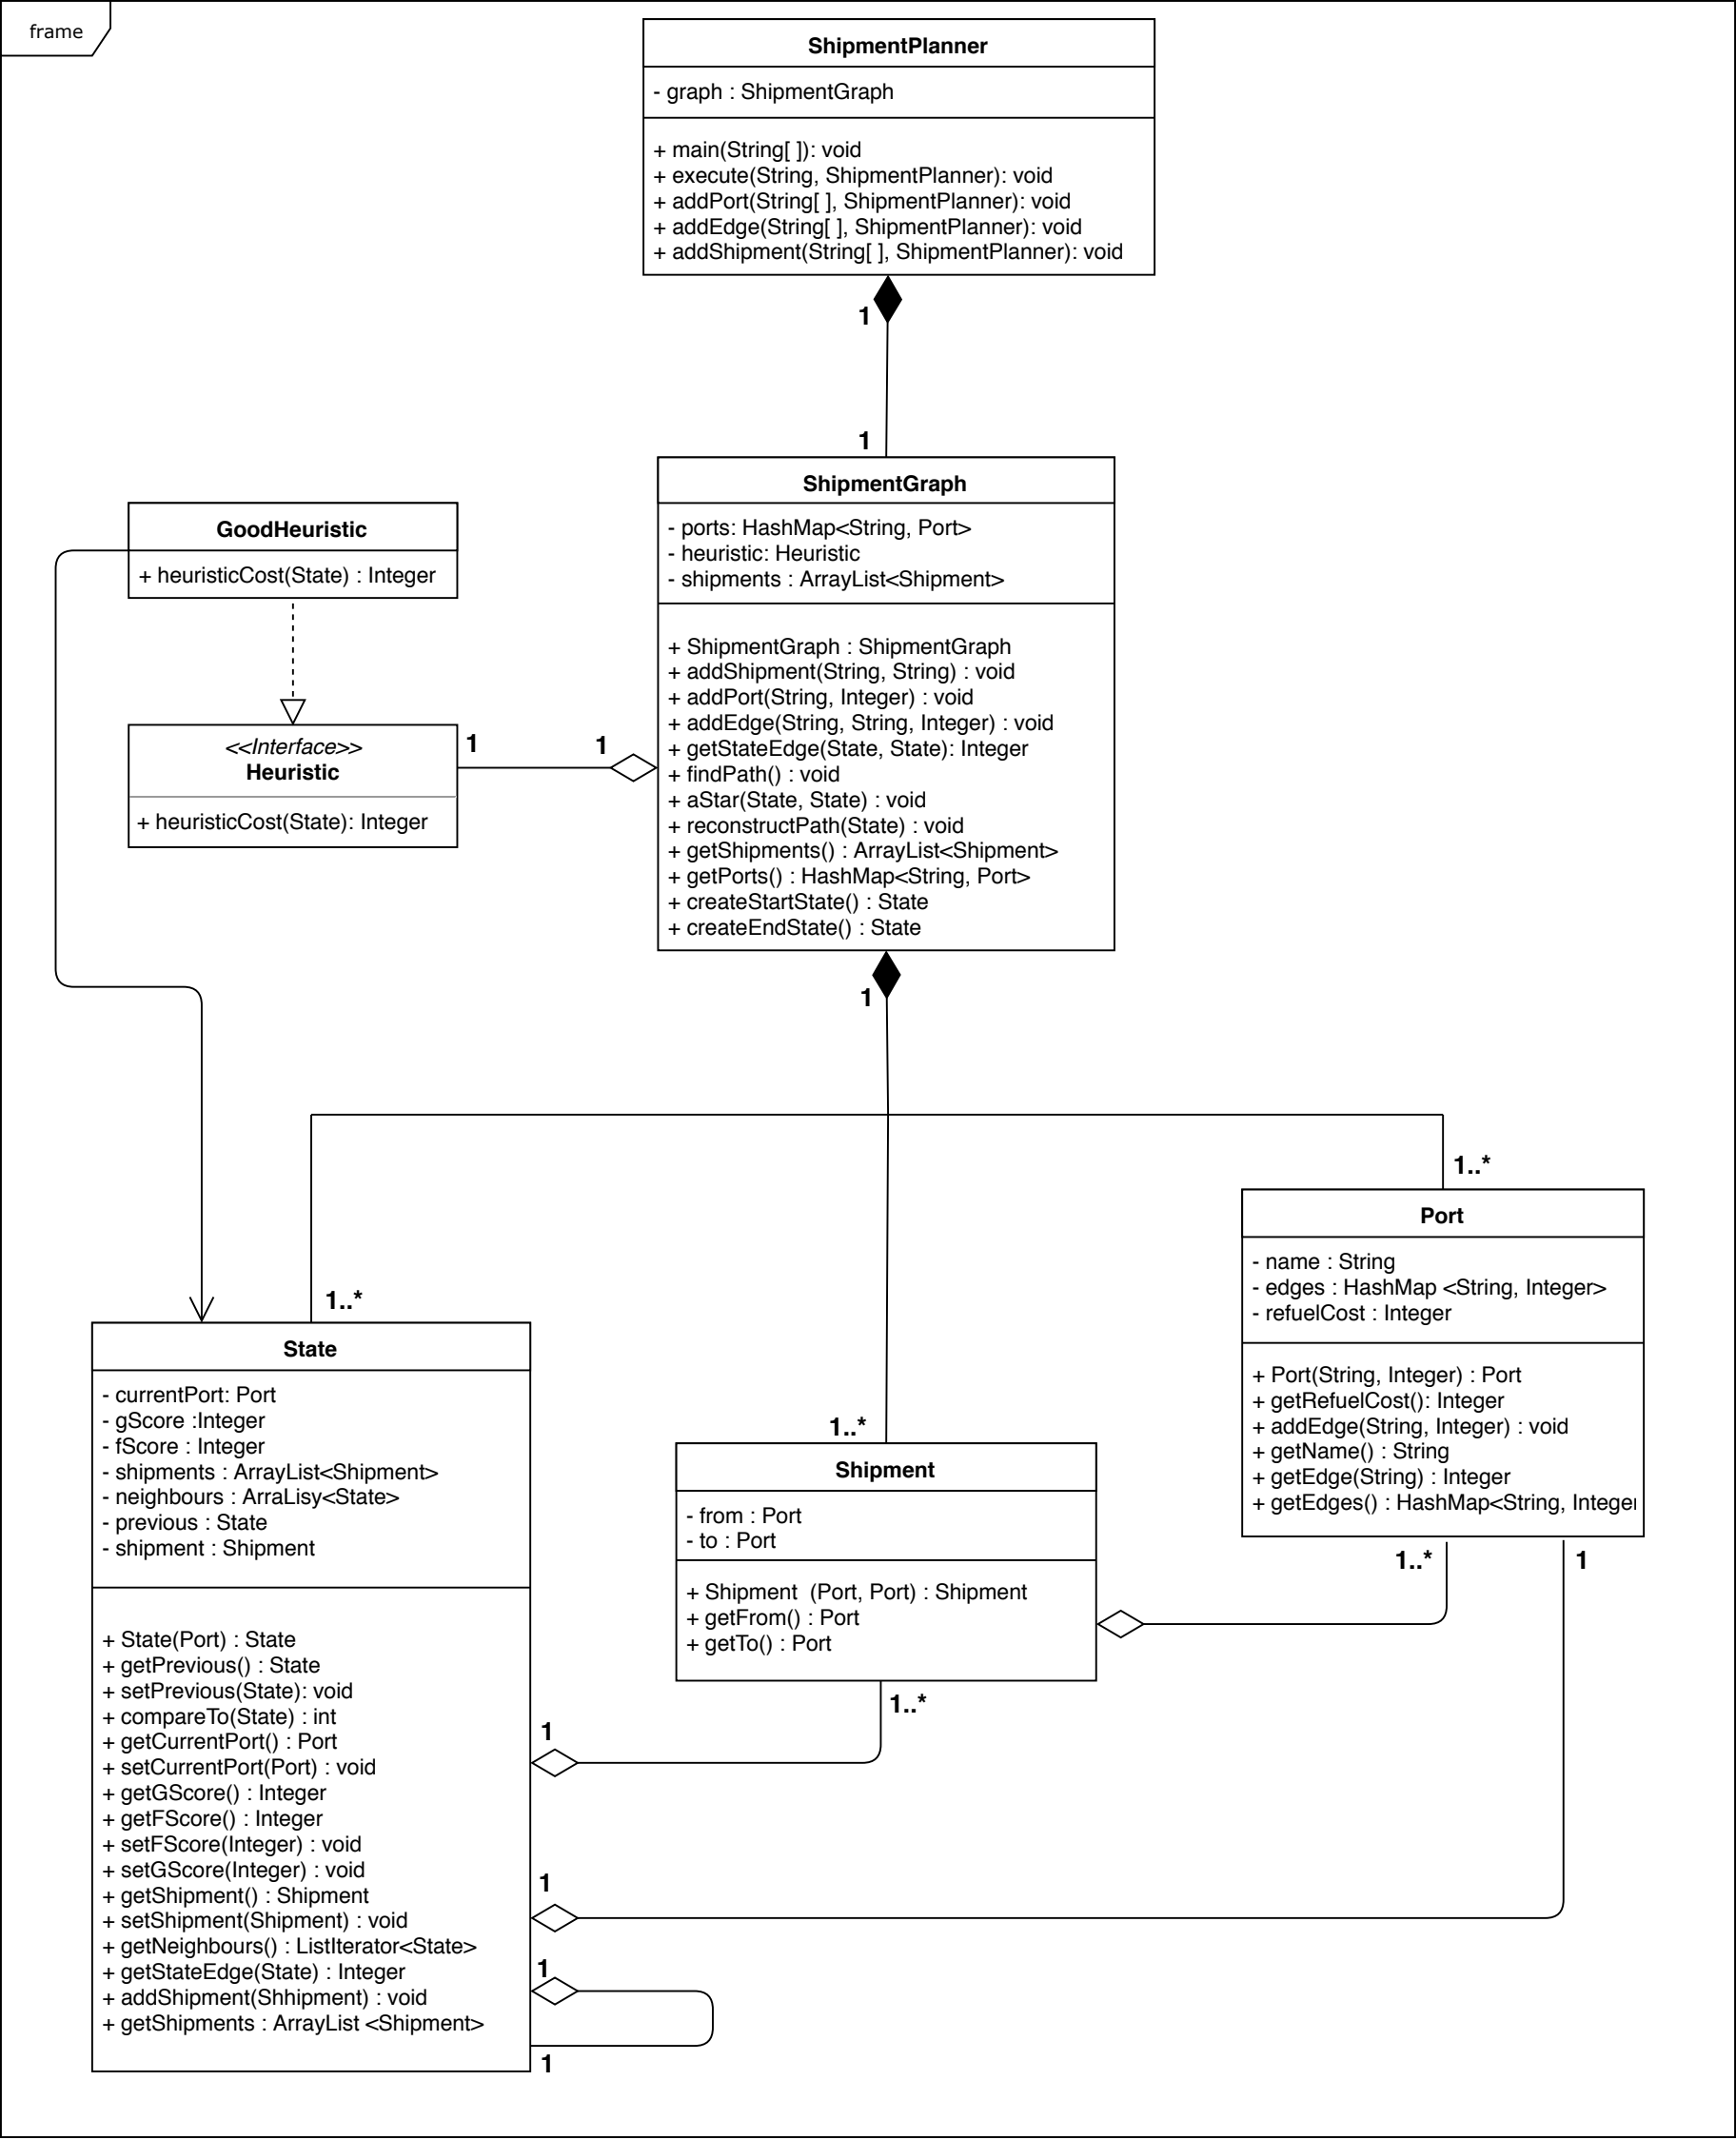 frame
ShipmentPlanner
- graph : ShipmentGraph
+ main(String[ ]): void
+ execute(String, ShipmentPlanner): void
+ addPort(String[ ], ShipmentPlanner): void
+ addEdge(String[ ], ShipmentPlanner): void
+ addShipment(String[ ], ShipmentPlanner): void
1
1
ShipmentGraph
- ports: HashMap<String, Port>
- heuristic: Heuristic
- shipments : ArrayList<Shipment>
+ ShipmentGraph : ShipmentGraph
+ addShipment(String, String) : void
+ addPort(String, Integer) : void
+ addEdge(String, String, Integer) : void
+ getStateEdge(State, State): Integer
+ findPath() : void
+ aStar(State, State) : void
+ reconstructPath(State) : void
+ getShipments() : ArrayList<Shipment>
+ getPorts() : HashMap<String, Port>
+ createStartState() : State
+ createEndState() : State
GoodHeuristic
+ heuristicCost(State) : Integer
<<Interface>>
Heuristic
+ heuristicCost(State): Integer
1
1
1
1..*
1..*
1..*
Port
- name : String
- edges : HashMap <String, Integer>
- refuelCost : Integer
+ Port(String, Integer) : Port
+ getRefuelCost(): Integer
+ addEdge(String, Integer) : void
+ getName() : String
+ getEdge(String) : Integer
+ getEdges() : HashMap<String, Integer
1..*
1
State
- currentPort: Port
- gScore :Integer
- fScore : Integer
- shipments : ArrayList<Shipment>
- neighbours : ArraLisy<State>
- previous : State
- shipment : Shipment
+ State(Port) : State
+ getPrevious() : State
+ setPrevious(State): void
+ compareTo(State) : int
+ getCurrentPort() : Port
+ setCurrentPort(Port) : void
+ getGScore() : Integer
+ getFScore() : Integer
+ setFScore(Integer) : void
+ setGScore(Integer) : void
+ getShipment() : Shipment
+ setShipment(Shipment) : void
+ getNeighbours() : ListIterator<State>
+ getStateEdge(State) : Integer
+ addShipment(Shhipment) : void
+ getShipments : ArrayList <Shipment>
Shipment
- from : Port
- to : Port
+ Shipment  (Port, Port) : Shipment
+ getFrom() : Port
+ getTo() : Port
1..*
1
1
1
1